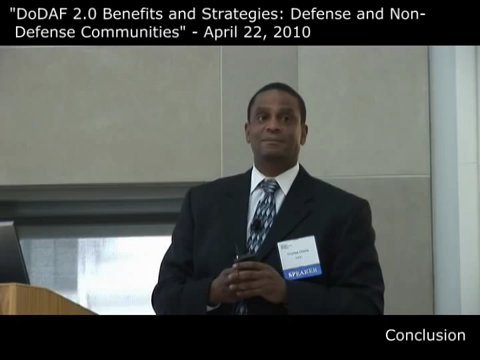 "DoDAF 2.0 Benefits and Strategies: Defense and Non-
Defense Communities" - April 22, 2010
SPEAKER
Conclusion